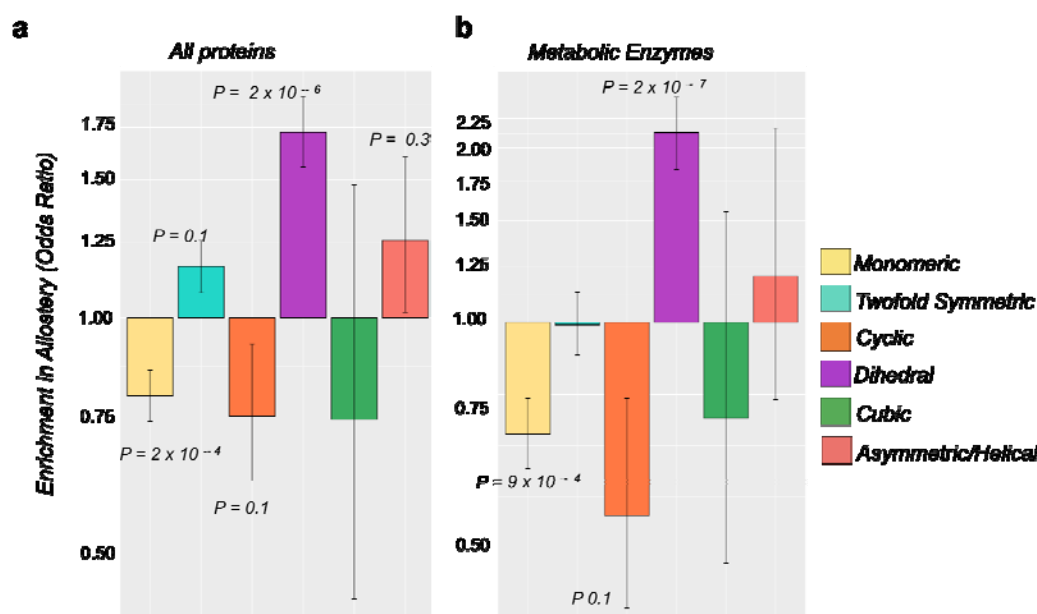 a
All proteins
Enrichment in Allostery (Odds Ratio)
1.75
1.50
1.25
1.00
0.75
0.50
P = 2 x 10 – 6
P = 0.3
P = 0.1
P = 2 x 10 – 4
P = 0.1
b
Metabolic Enzymes
2.25
2.00
1.75
1.50
1.25
1.00
0.75
0.50
P = 2 x 10 – 7
P = 9 x 10 – 4
P 0.1
Monomeric
Twofold Symmetric
Cyclic
Dihedral
Cubic
Asymmetric/Helical